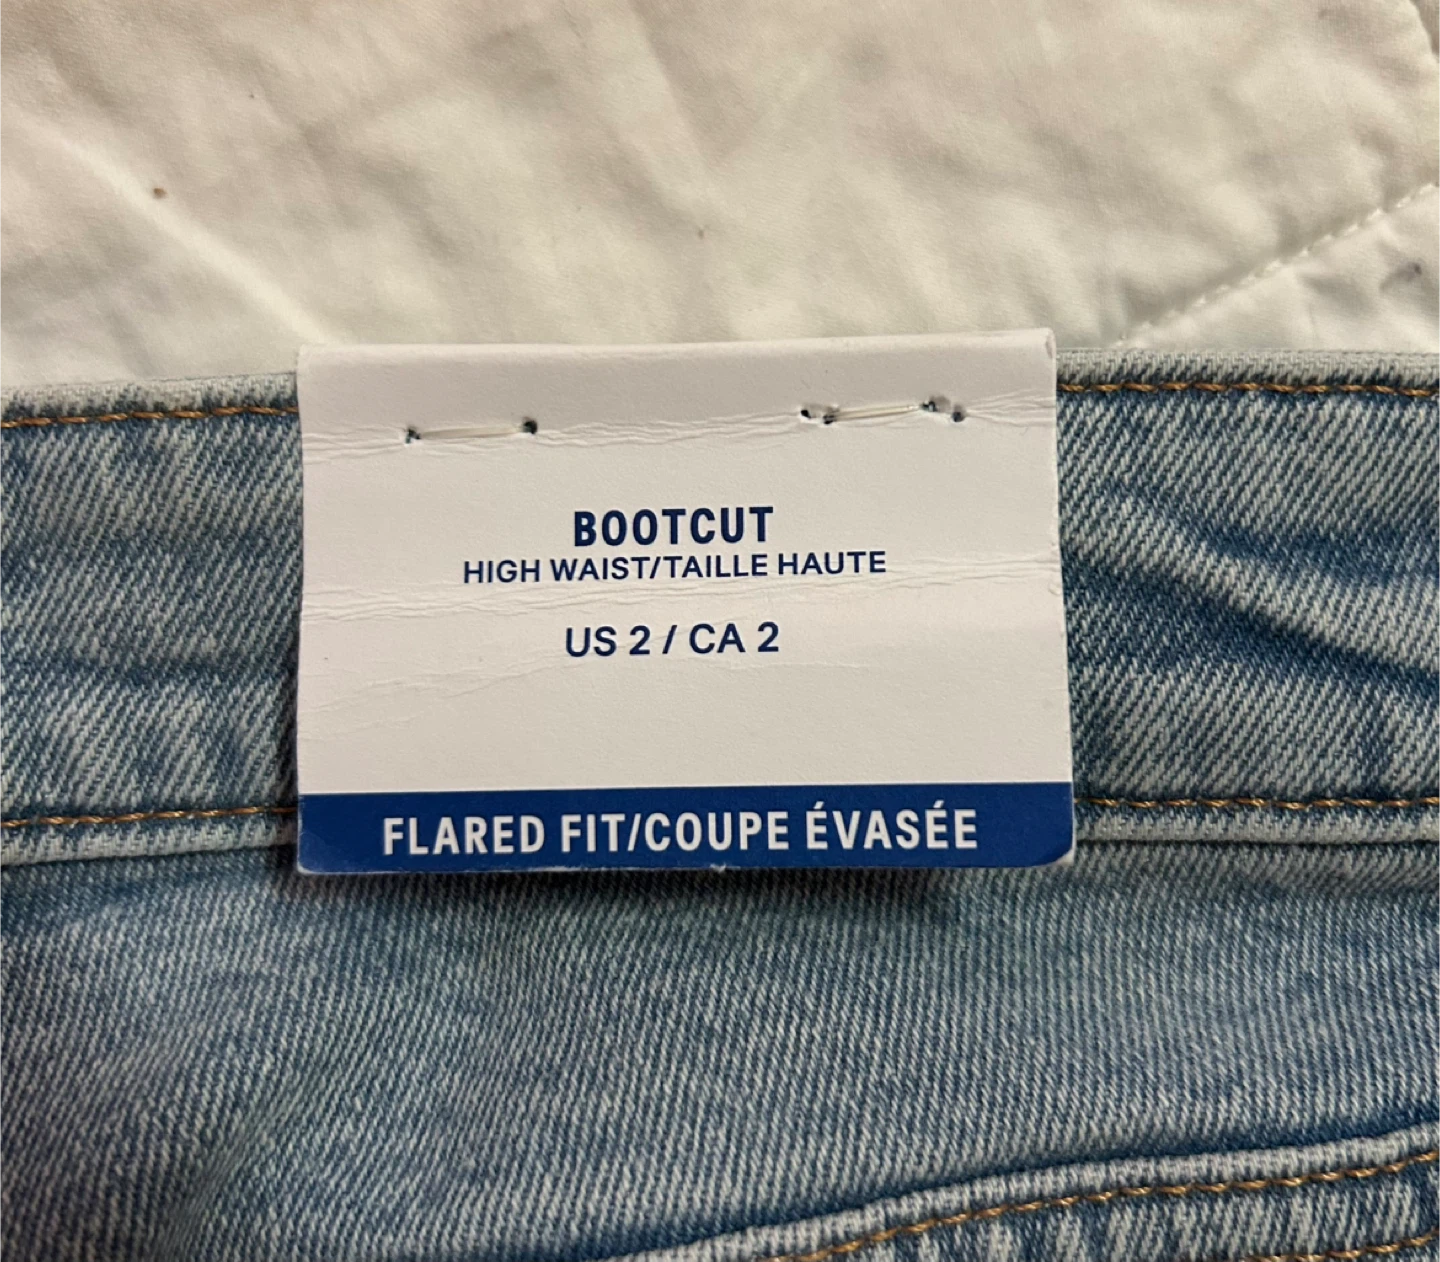 BOOTCUT
HIGH WAIST/TAILLE HAUTE
US 2 / CA 2
FLARED FIT/COUPE ÉVASÉE